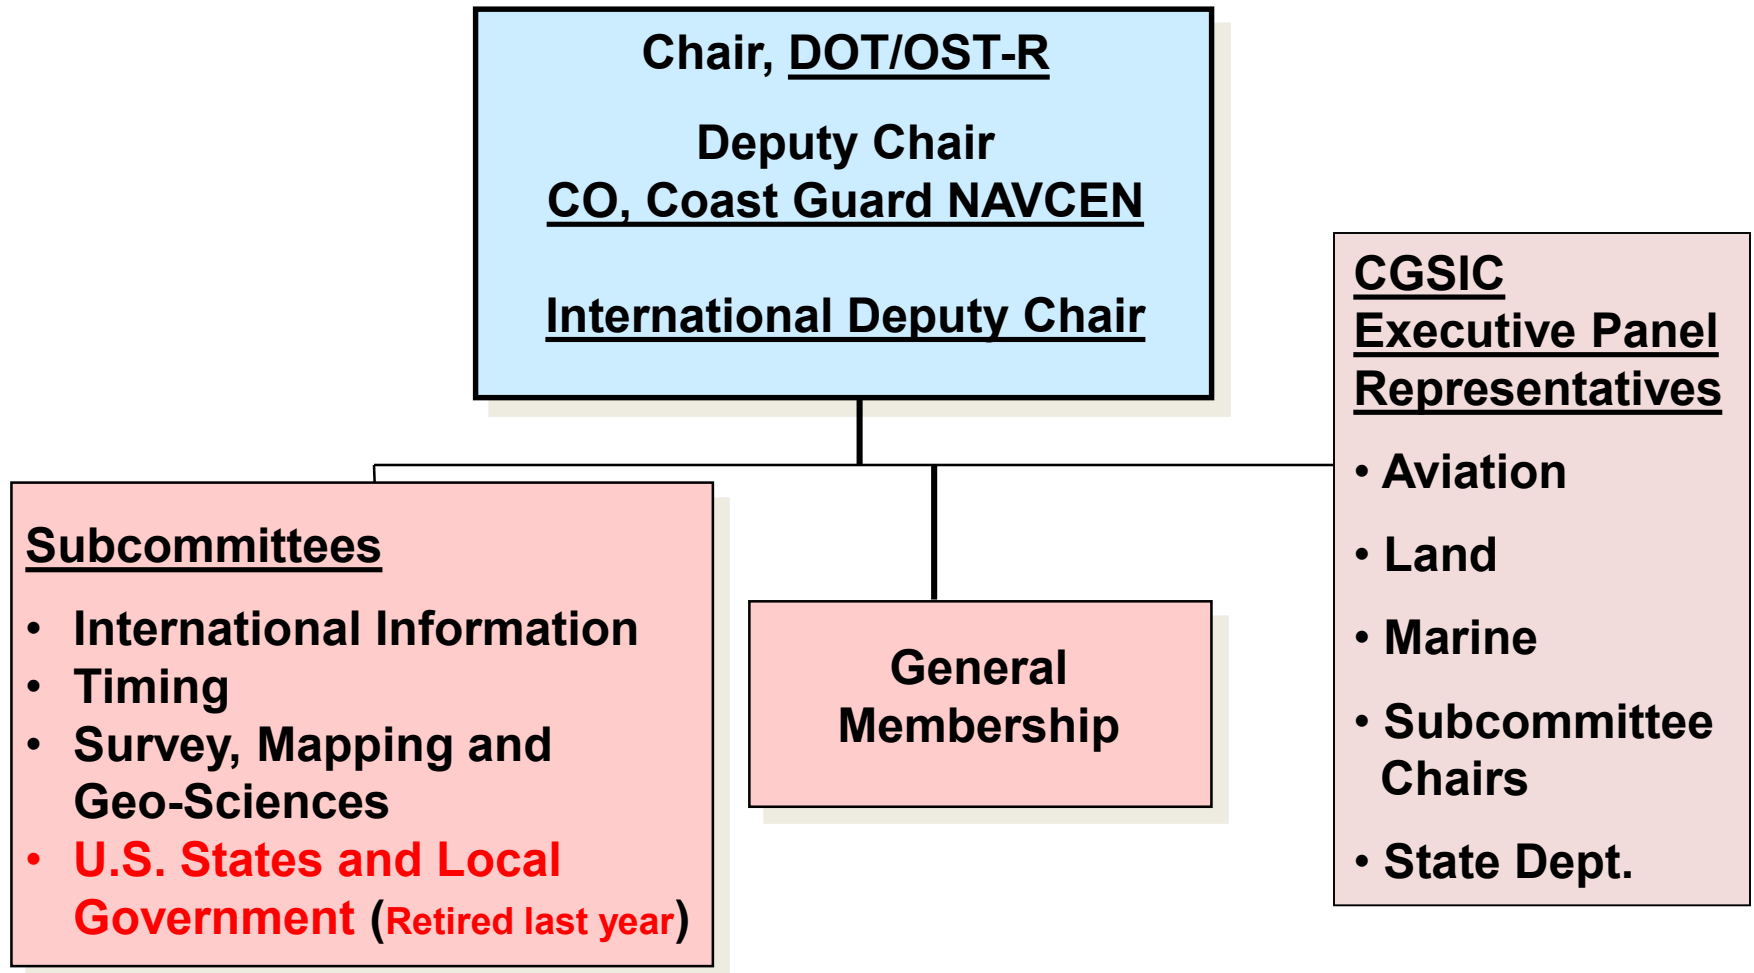 Chair, DOT/OST-R
Deputy Chair
CO, Coast Guard NAVCEN
International Deputy Chair
CGSIC
Executive Panel
Representatives
• Aviation
• Land
• Marine
• Subcommittee
Chairs
• State Dept.
Subcommittees
• International Information
• Timing
• Survey, Mapping and
Geo-Sciences
• U.S. States and Local
Government (Retired last year)
General
Membership